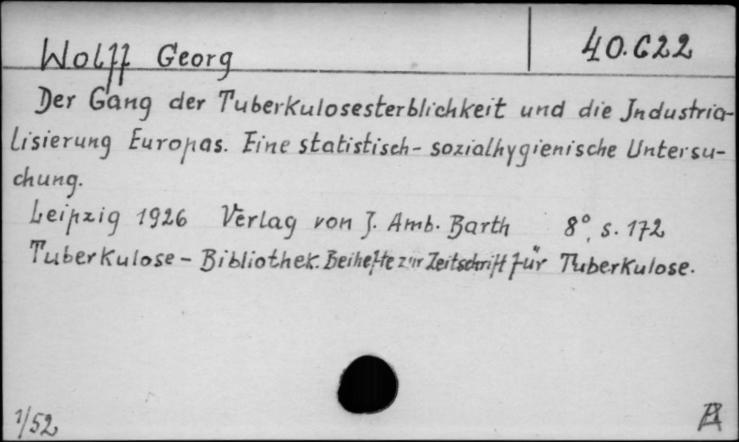 Wolff Georg 40.C22
Der Gang der Tuberkulosesterblichkeit und die Industria-
lisierung Europas. Eine statistisch-sozialhygienische Untersu-
chung.
Leipzig 1926 Verlag von J. Amb. Barth 8°, s. 172
Tuberkulose-Bibliothek. Beihefte zur Zeitschrift für Tuberkulose.
1/52